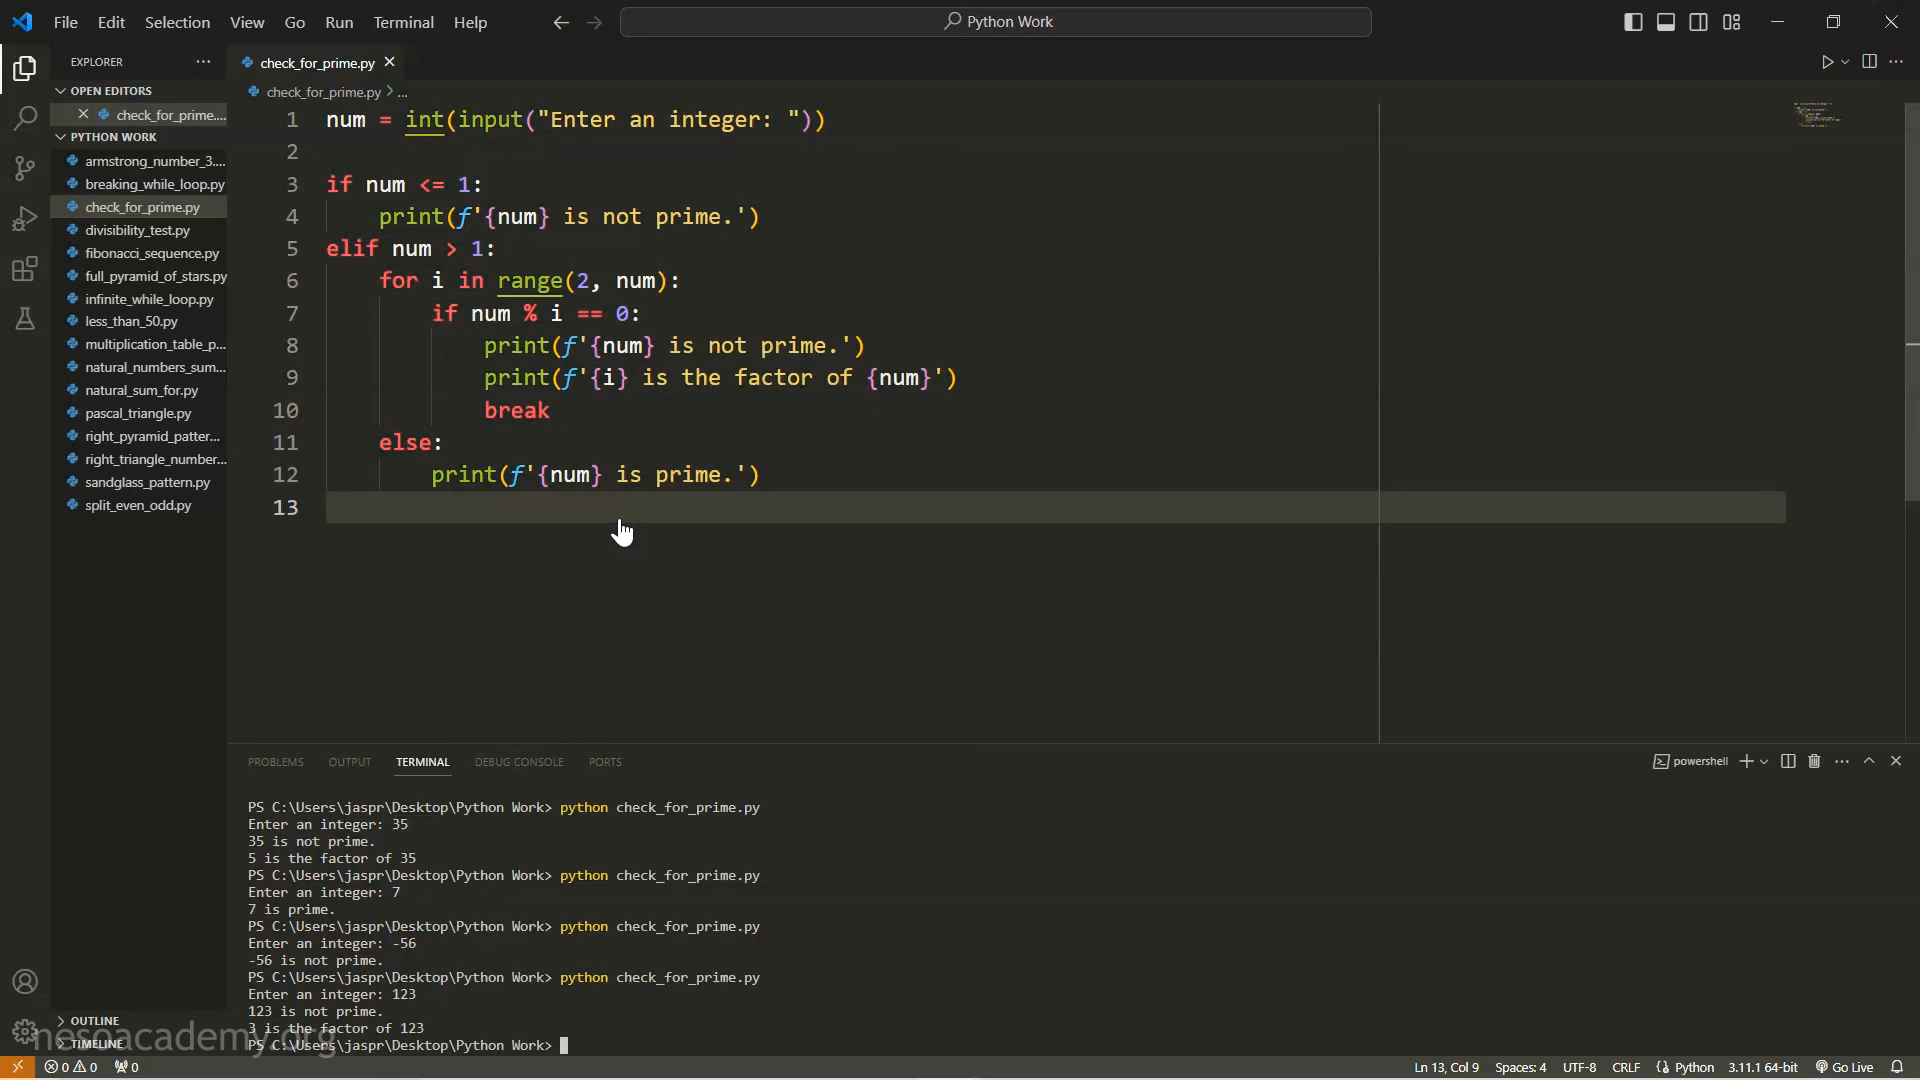 File Edit Selection View Go Run Terminal Help
Python Work
EXPLORER
check_for_prime.py
OPEN EDITORS
check_for_prime....
PYTHON WORK
armstrong_number_3....
breaking_while_loop.py
check_for_prime.py
divisibility_test.py
fibonacci_sequence.py
full_pyramid_of_stars.py
infinite_while_loop.py
less_than_50.py
multiplication_table_p...
natural_numbers_sum...
natural_sum_for.py
pascal_triangle.py
right_pyramid_patter...
right_triangle_number...
sandglass_pattern.py
split_even_odd.py
OUTLINE
TIMELINE
check_for_prime.py > ...
1 num = int(input("Enter an integer: "))
2
3 if num <= 1:
4 print(f'{num} is not prime.')
5 elif num > 1:
6 for i in range(2, num):
7 if num % i == 0:
8 print(f'{num} is not prime.')
9 print(f'{i} is the factor of {num}')
10 break
11 else:
12 print(f'{num} is prime.')
13
PROBLEMS OUTPUT TERMINAL DEBUG CONSOLE PORTS
powershell
PS C:\Users\jaspr\Desktop\Python Work> python check_for_prime.py
Enter an integer: 35
35 is not prime.
5 is the factor of 35
PS C:\Users\jaspr\Desktop\Python Work> python check_for_prime.py
Enter an integer: 7
7 is prime.
PS C:\Users\jaspr\Desktop\Python Work> python check_for_prime.py
Enter an integer: -56
-56 is not prime.
PS C:\Users\jaspr\Desktop\Python Work> python check_for_prime.py
Enter an integer: 123
123 is not prime.
3 is the factor of 123
PS C:\Users\jaspr\Desktop\Python Work>
nesoacademy.org
0 0 0
Ln 13, Col 9 Spaces: 4 UTF-8 CRLF Python 3.11.1 64-bit Go Live